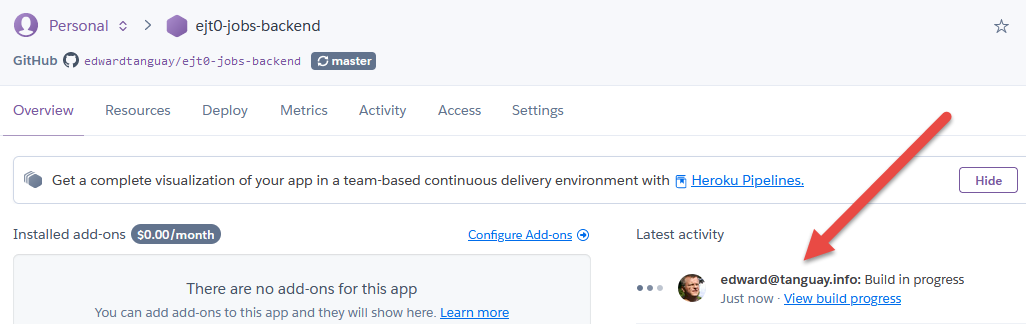 Personal > ejt0-jobs-backend
GitHub edwardtanguay/ejt0-jobs-backend master
Overview Resources Deploy Metrics Activity Access Settings
Get a complete visualization of your app in a team-based continuous delivery environment with Heroku Pipelines. Hide
Installed add-ons $0.00/month Configure Add-ons
There are no add-ons for this app
You can add add-ons to this app and they will show here. Learn more
Latest activity
edward@tanguay.info: Build in progress
Just now · View build progress